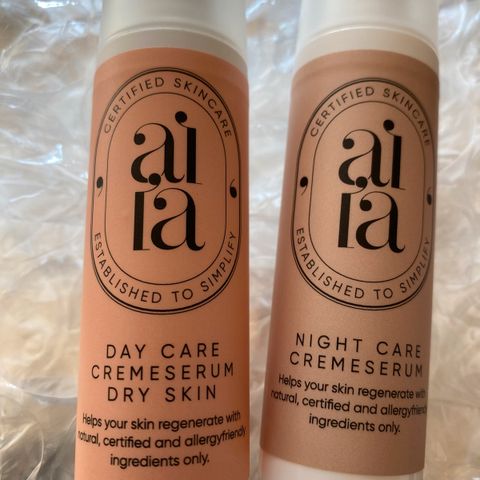 CERTIFIED SKINCARE
ai
ia
ESTABLISHED TO SIMPLIFY
DAY CARE
CREMESERUM
DRY SKIN
Helps your skin regenerate with
natural, certified and allergyfriendly
ingredients only.
CERTIFIED SKINCARE
ai
ia
ESTABLISHED TO SIMPLIFY
NIGHT CARE
CREMESERUM
Helps your skin regenerate with
natural, certified and allergyfriendly
ingredients only.